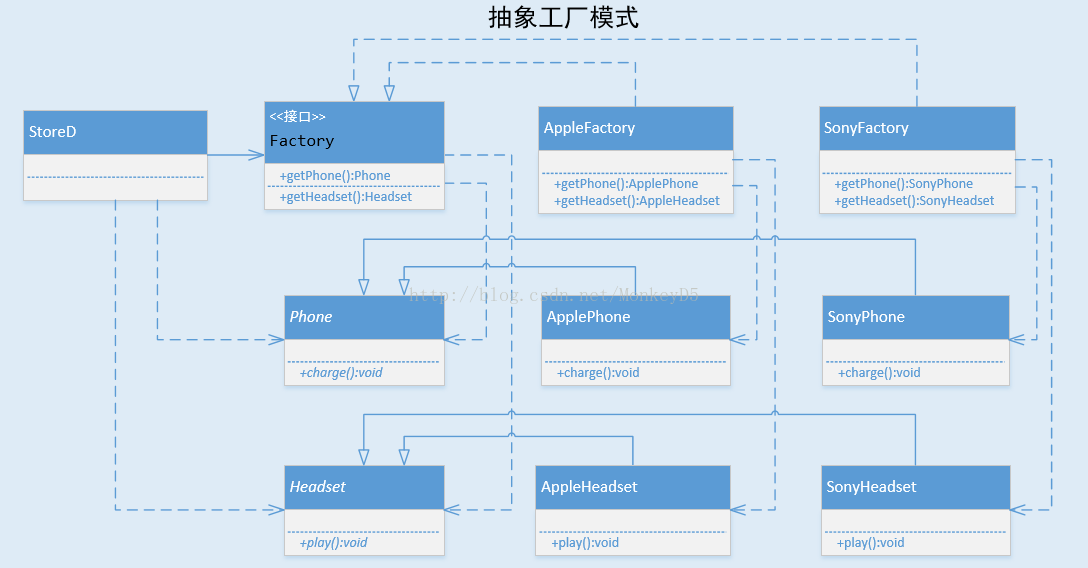 抽象工厂模式
StoreD
<<接口>>
Factory
+getPhone():Phone
+getHeadset():Headset
AppleFactory
+getPhone():ApplePhone
+getHeadset():AppleHeadset
SonyFactory
+getPhone():SonyPhone
+getHeadset():SonyHeadset
http://blog.csdn.net/MonkeyD5
Phone
+charge():void
ApplePhone
+charge():void
SonyPhone
+charge():void
Headset
+play():void
AppleHeadset
+play():void
SonyHeadset
+play():void